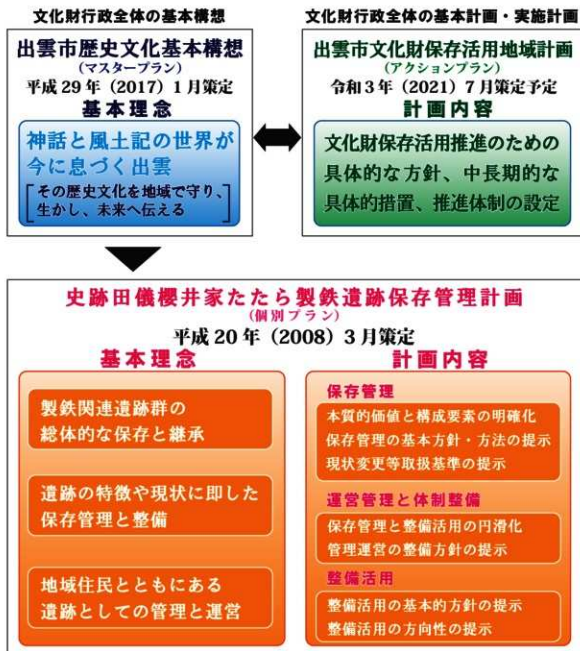 文化財行政全体の基本構想
出雲市歴史文化基本構想
(マスタープラン)
平成29年（2017）1月策定
基本理念
神話と風土記の世界が
今に息づく出雲
その歴史文化を地域で守り、
生かし、未来へ伝える
文化財行政全体の基本計画・実施計画
出雲市文化財保存活用地域計画
(アクションプラン)
令和3年（2021）7月策定予定
計画内容
文化財保存活用推進のための
具体的な方針、中長期的な
具体的措置、推進体制の設定
史跡田儀櫻井家たたら製鉄遺跡保存管理計画
(個別プラン)
平成20年（2008）3月策定
基本理念
製鉄関連遺跡群の
総体的な保存と継承
遺跡の特徴や現状に即した
保存管理と整備
地域住民とともにある
遺跡としての管理と運営
計画内容
保存管理
本質的価値と構成要素の明確化
保存管理の基本方針・方法の提示
現状変更等取扱基準の提示
運営管理と体制整備
保存管理と整備活用の円滑化
管理運営の整備方針の提示
整備活用
整備活用の基本的方針の提示
整備活用の方向性の提示